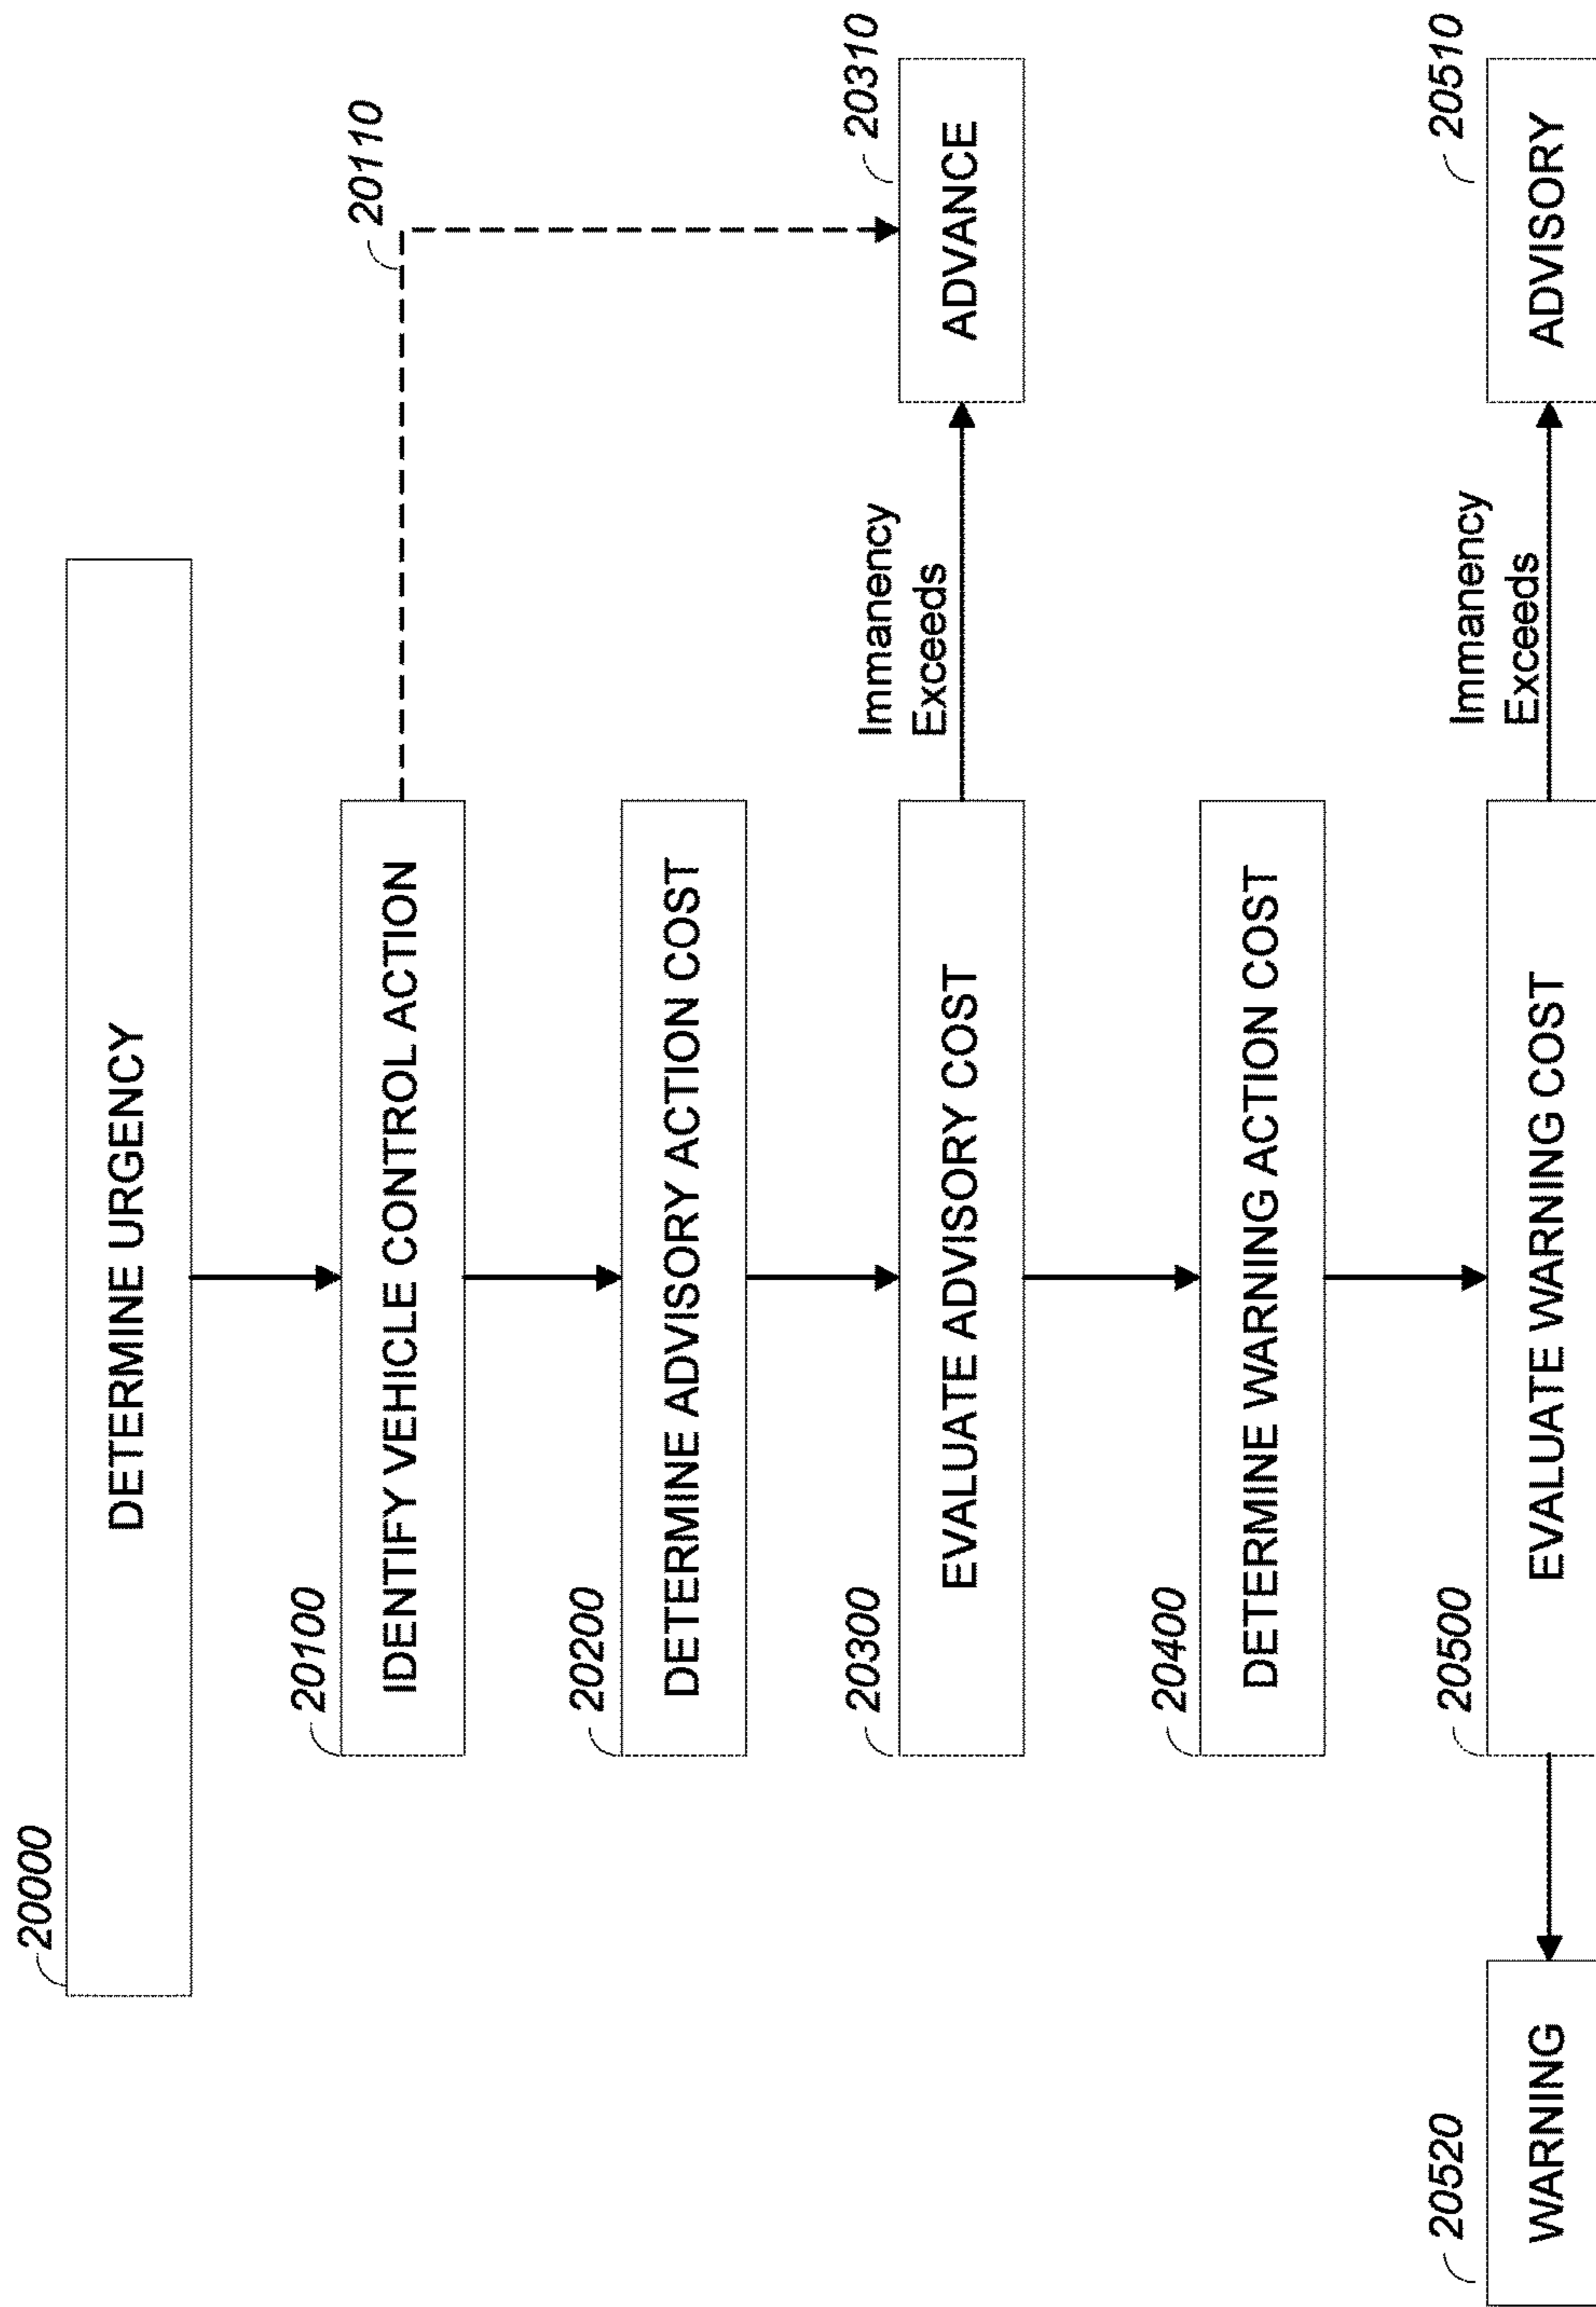 20000
DETERMINE URGENCY
20110
20100
IDENTIFY VEHICLE CONTROL ACTION
20200
DETERMINE ADVISORY ACTION COST
20300
EVALUATE ADVISORY COST
Immanency
Exceeds
20310
ADVANCE
20400
DETERMINE WARNING ACTION COST
20520
WARNING
20500
EVALUATE WARNING COST
Immanency
Exceeds
20510
ADVISORY